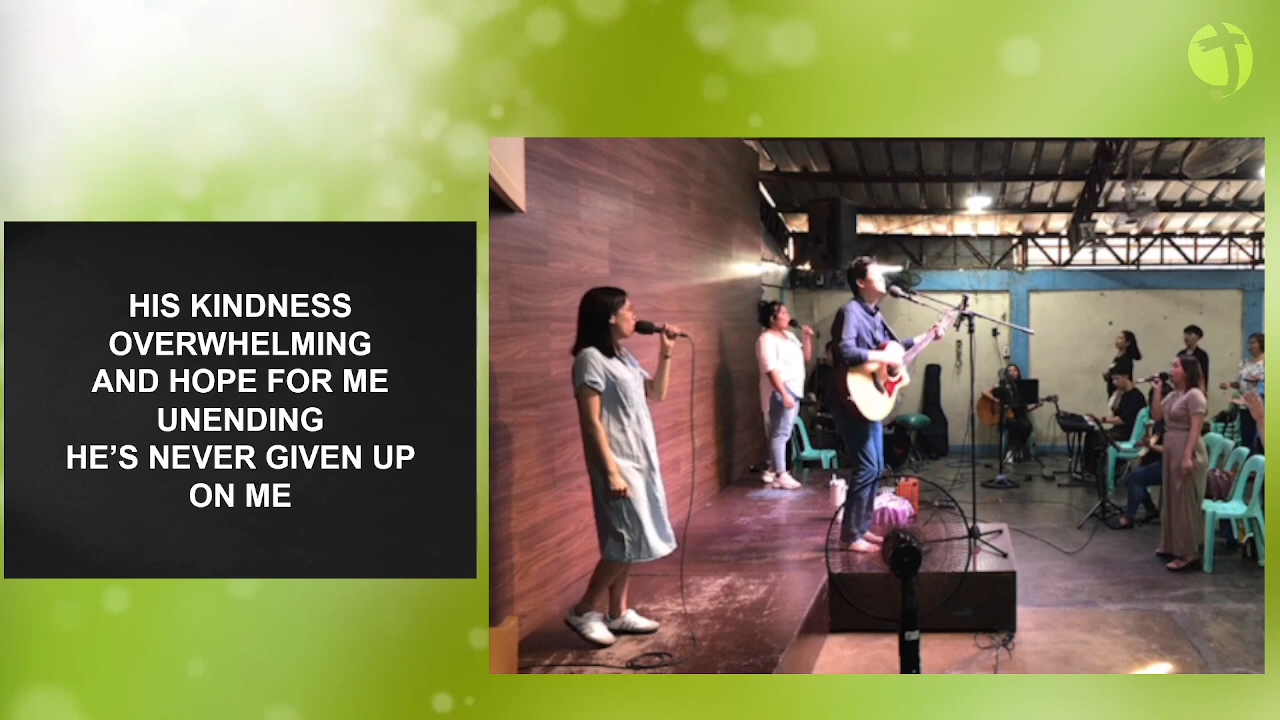 HIS KINDNESS
OVERWHELMING
AND HOPE FOR ME
UNENDING
HE'S NEVER GIVEN UP
ON ME